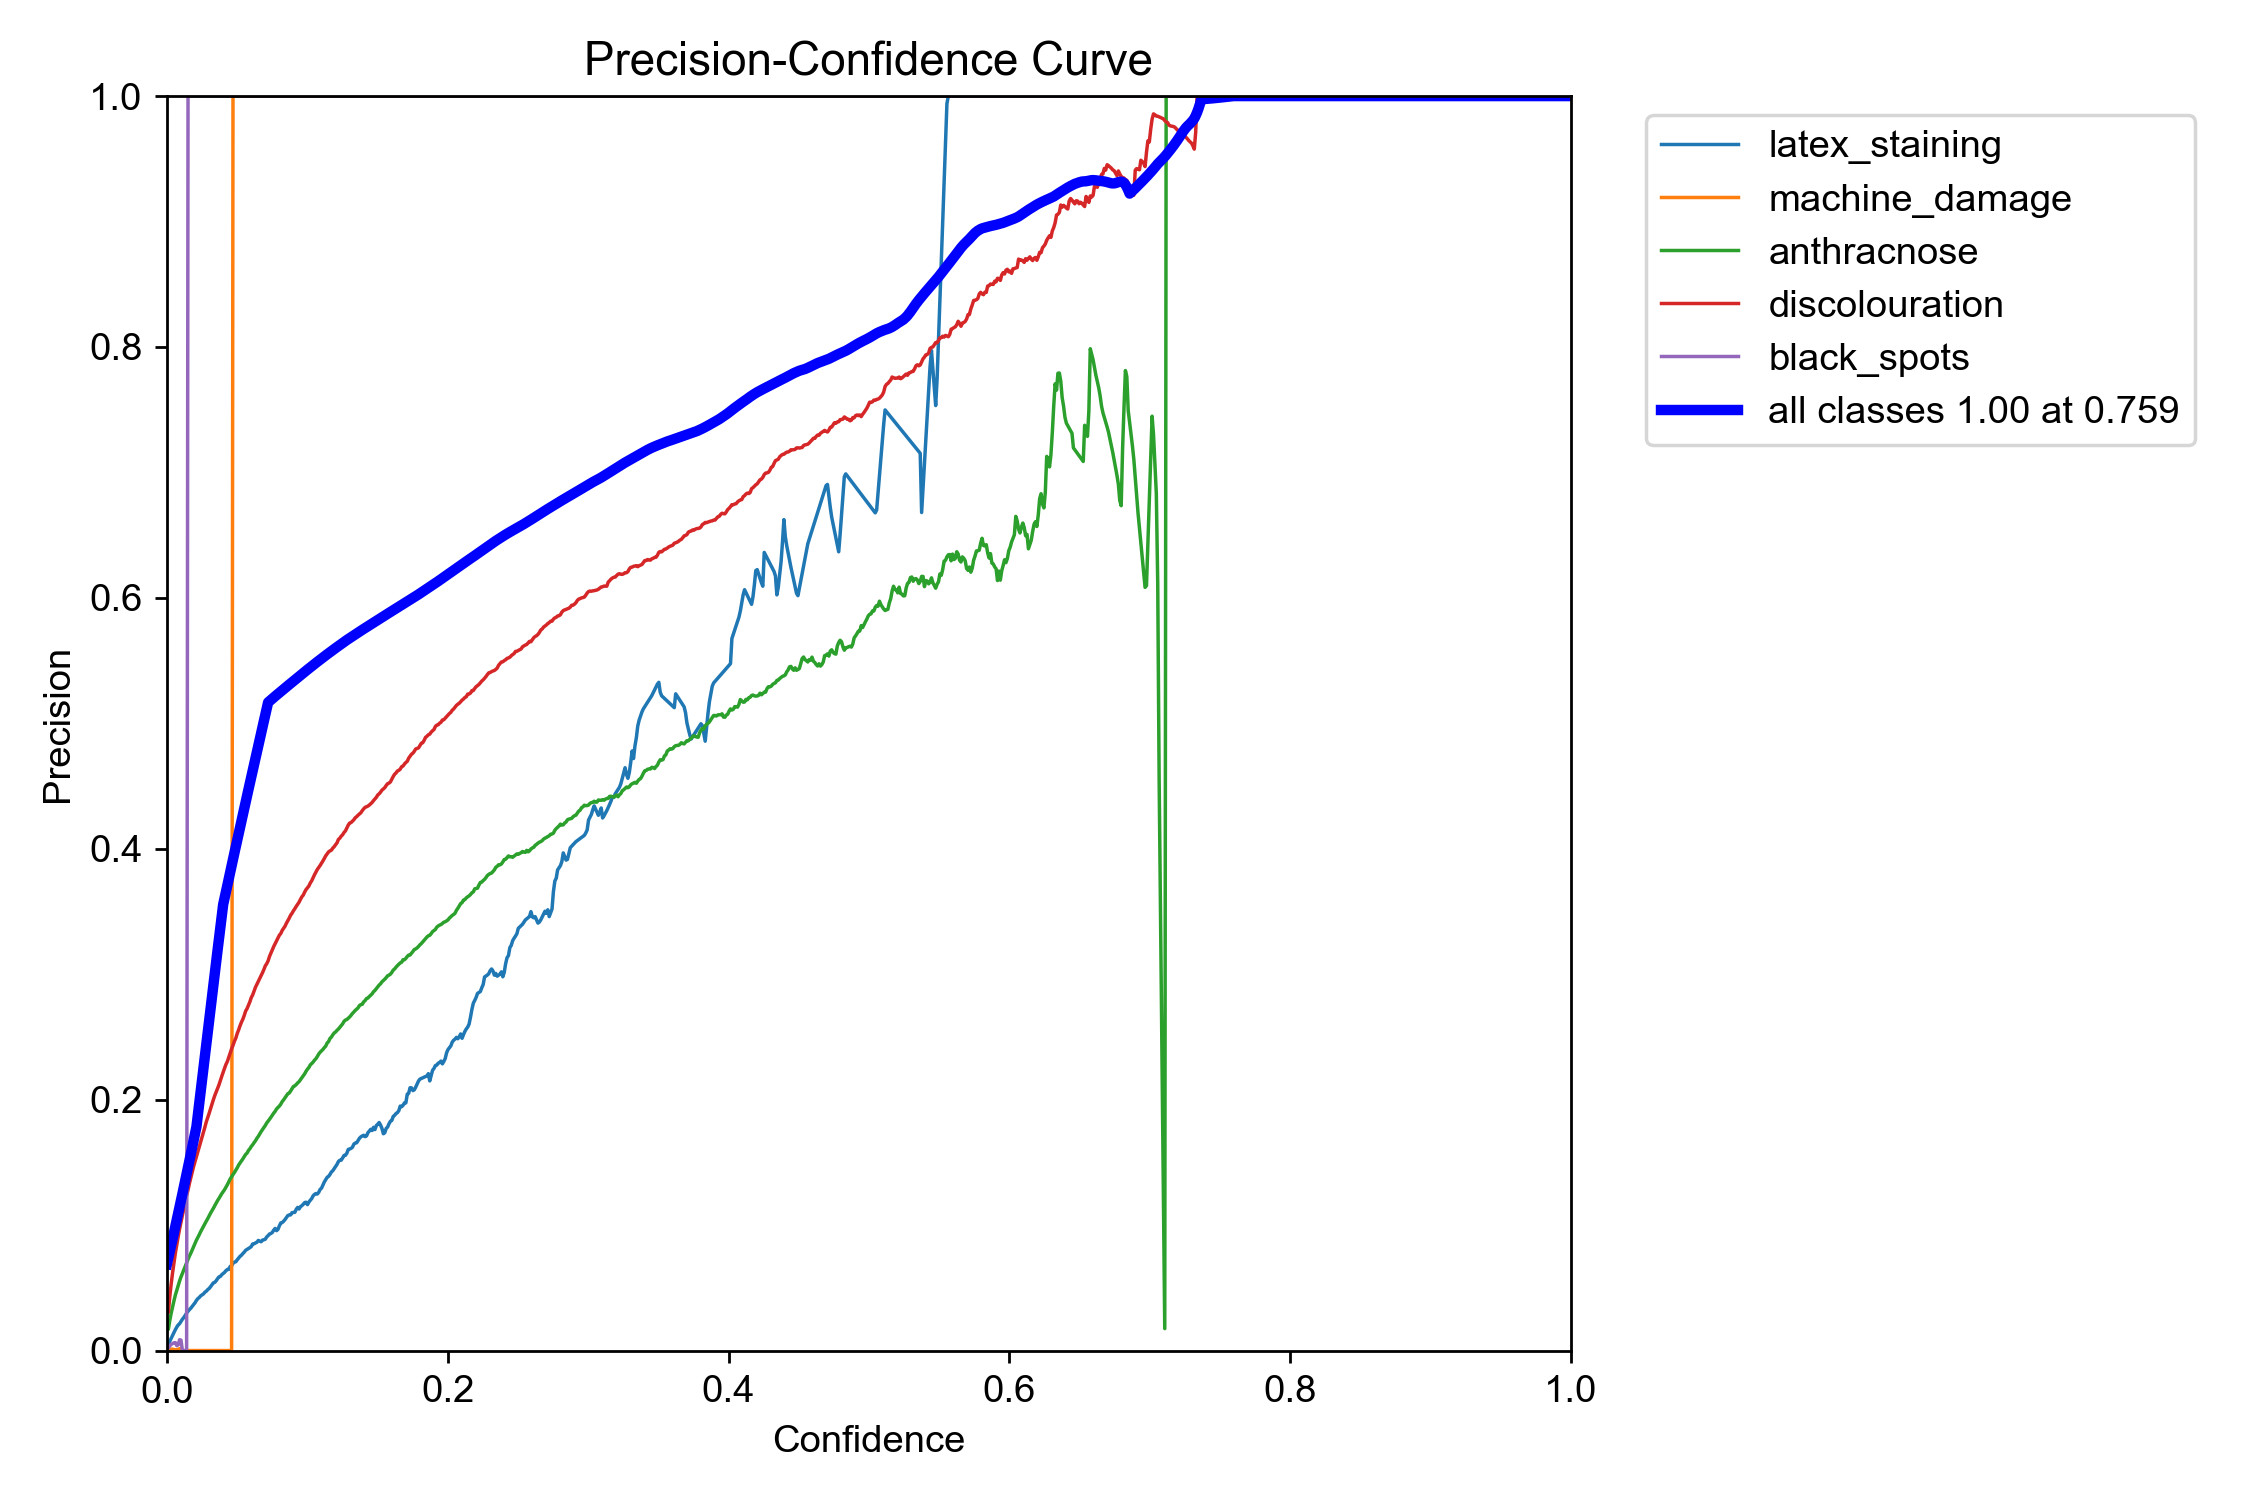 Precision-Confidence Curve
1.0
0.8
0.6
0.4
0.2
0.0
Precision
0.0 0.2 0.4 0.6 0.8 1.0
Confidence
latex_staining
machine_damage
anthracnose
discolouration
black_spots
all classes 1.00 at 0.759